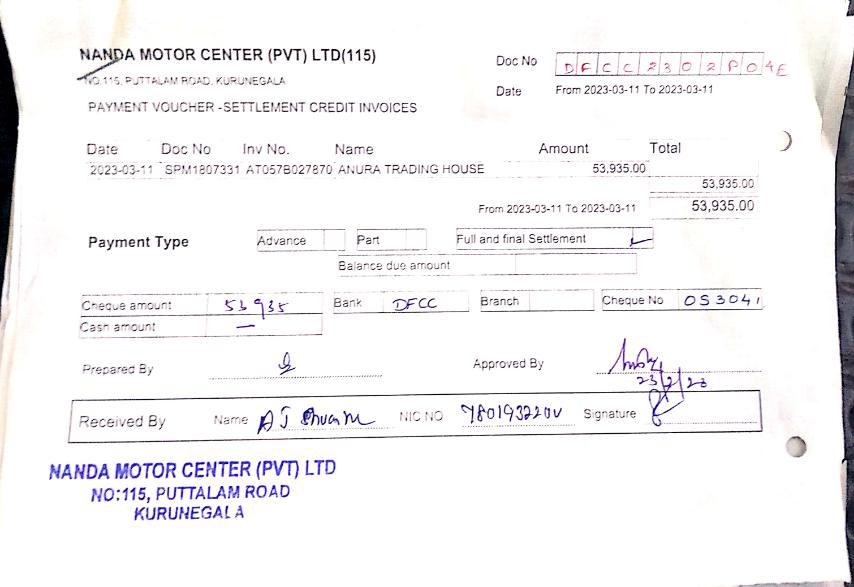 NANDA MOTOR CENTER (PVT) LTD(115)
NO.115, PUTTALAM ROAD, KURUNEGALA
PAYMENT VOUCHER -SETTLEMENT CREDIT INVOICES
Doc No DFCC2302P04E
Date From 2023-03-11 To 2023-03-11
Date Doc No Inv No. Name Amount Total
2023-03-11 SPM1807331 AT057B027870 ANURA TRADING HOUSE 53,935.00
53,935.00
From 2023-03-11 To 2023-03-11 53,935.00
Payment Type Advance Part Full and final Settlement
Balance due amount
Cheque amount 53935 Bank DFCC Branch Cheque No 053041
Cash amount —
Prepared By Approved By
23/2/23
Received By Name A J NIC NO 780193220V Signature
NANDA MOTOR CENTER (PVT) LTD
NO:115, PUTTALAM ROAD
KURUNEGALA